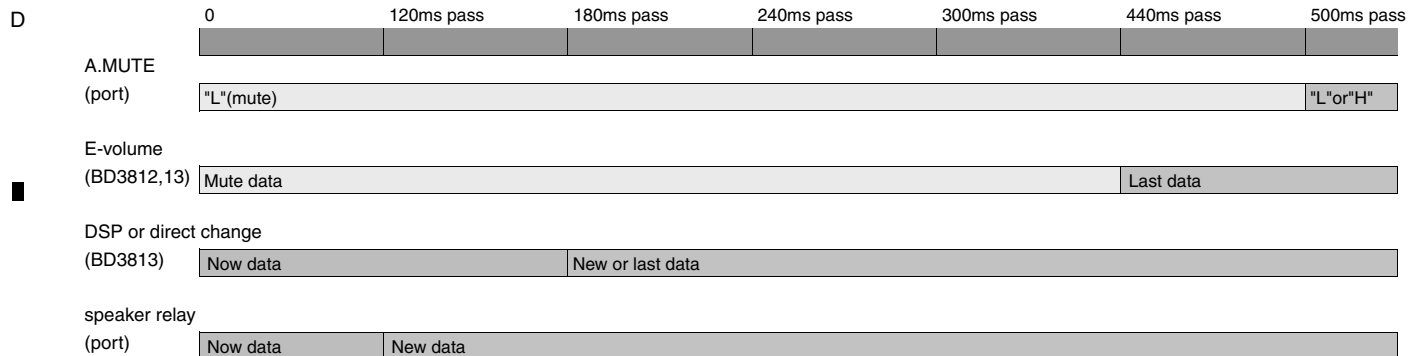 D
0 120ms pass 180ms pass 240ms pass 300ms pass 440ms pass 500ms pass
A.MUTE
(port) "L"(mute) "L"or"H"
E-volume
(BD3812,13) Mute data Last data
DSP or direct change
(BD3813) Now data New or last data
speaker relay
(port) Now data New data